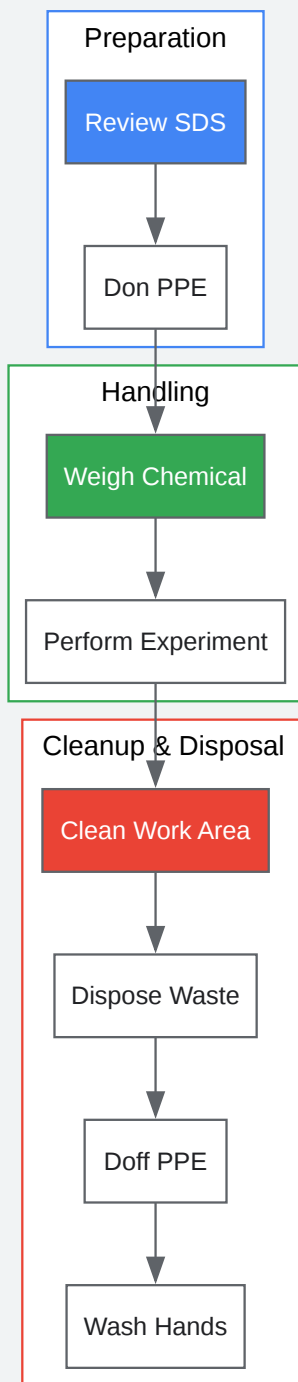 Preparation
Review SDS
Don PPE
Handling
Weigh Chemical
Perform Experiment
Cleanup & Disposal
Clean Work Area
Dispose Waste
Doff PPE
Wash Hands